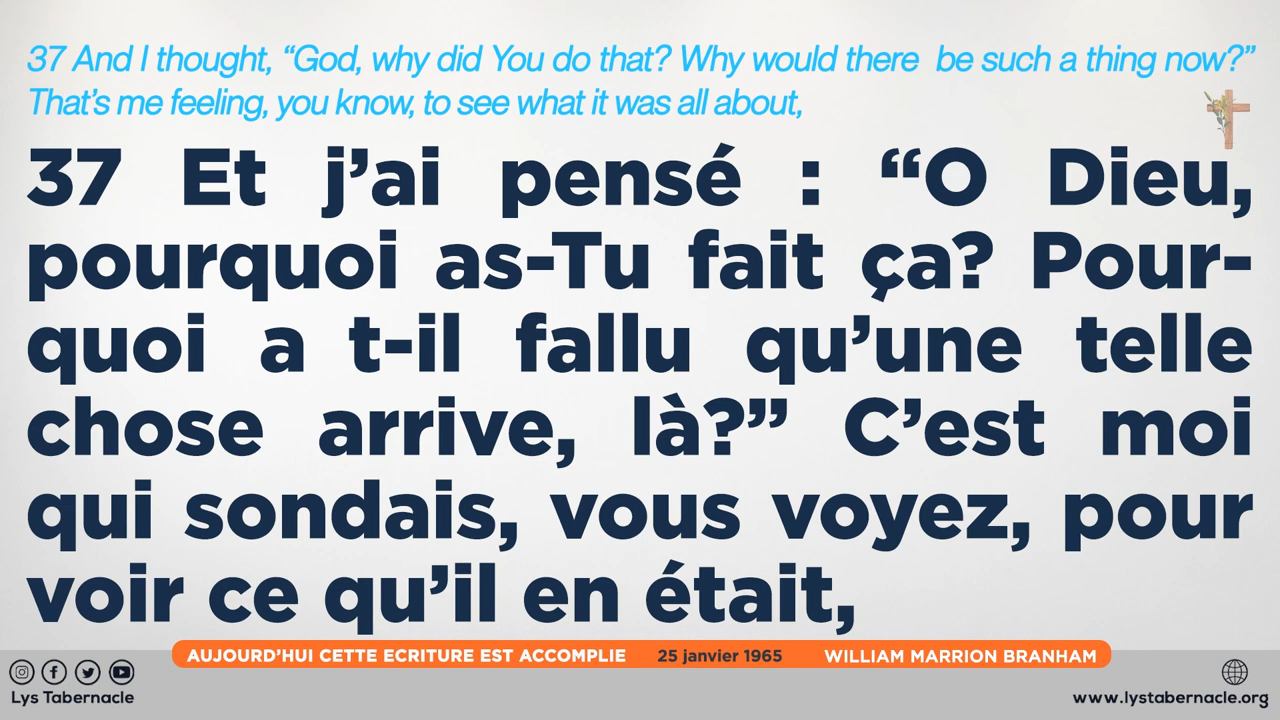 37 And I thought, “God, why did You do that? Why would there be such a thing now?”
That’s me feeling, you know, to see what it was all about,
37 Et j’ai pensé : “O Dieu,
pourquoi as-Tu fait ça? Pour-
quoi a t-il fallu qu’une telle
chose arrive, là?” C’est moi
qui sondais, vous voyez, pour
voir ce qu’il en était,
AUJOURD’HUI CETTE ECRITURE EST ACCOMPLIE 25 janvier 1965 WILLIAM MARRION BRANHAM
Lys Tabernacle
www.lystabernacle.org